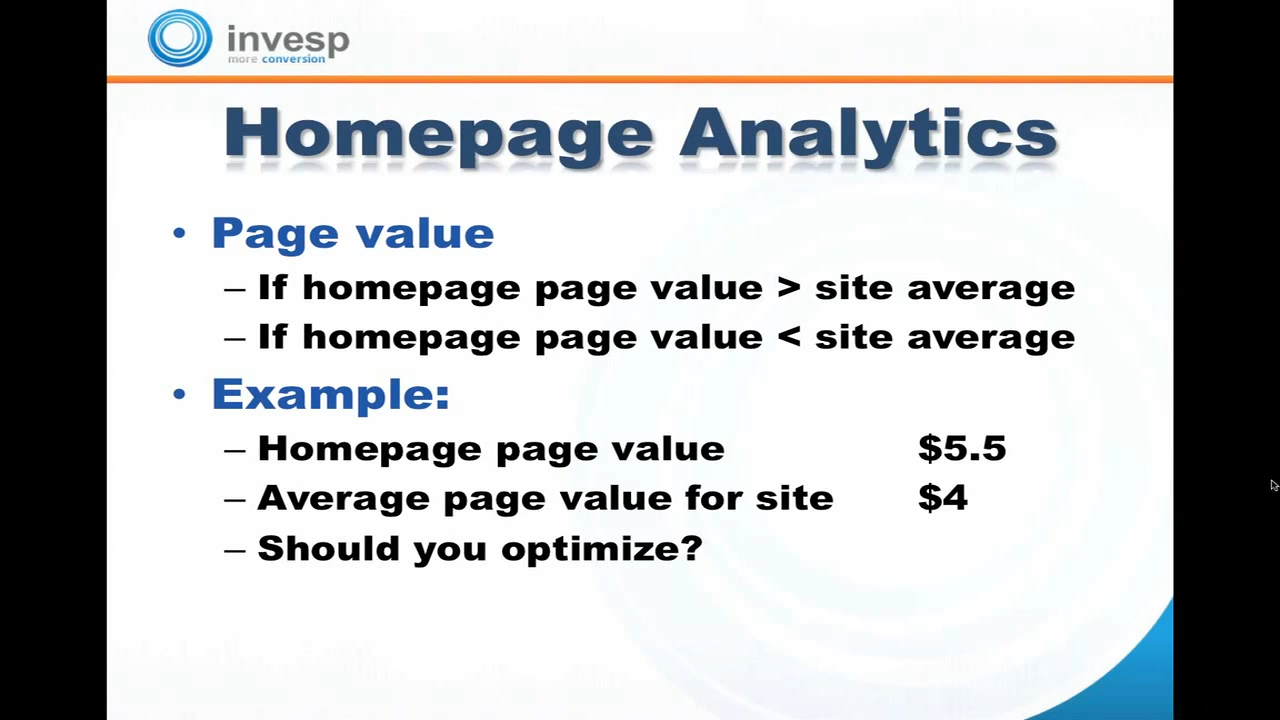 invesp
more conversion
Homepage Analytics
• Page value
– If homepage page value > site average
– If homepage page value < site average
• Example:
– Homepage page value $5.5
– Average page value for site $4
– Should you optimize?